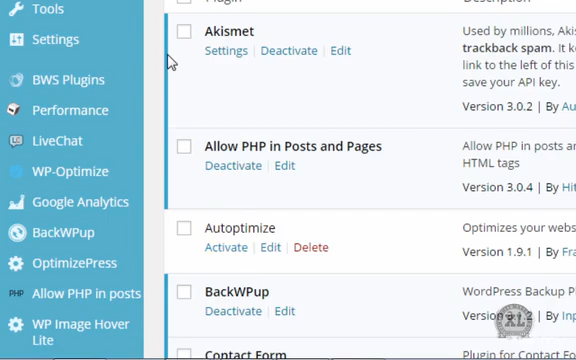 Tools
Settings
BWS Plugins
Performance
LiveChat
WP-Optimize
Google Analytics
BackWPup
OptimizePress
PHP Allow PHP in posts
WP Image Hover
Lite
Akismet
Settings | Deactivate | Edit
Used by millions, Akis
trackback spam. It k
link to the left of this
save your API key.
Version 3.0.2 | By Au
Allow PHP in Posts and Pages
Deactivate | Edit
Allow PHP in posts a
HTML tags
Version 3.0.4 | By Hit
Autoptimize
Activate | Edit | Delete
Optimizes your webs
Version 1.9.1 | By Fra
BackWPup
Deactivate | Edit
WordPress Backup P
XL
Contact Form
Plugin for Contact F